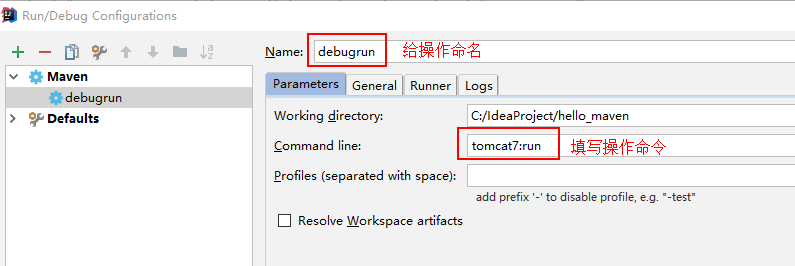 Run/Debug Configurations
Name: debugrun 给操作命名
Maven
debugrun
Defaults
Parameters General Runner Logs
Working directory: C:/IdeaProject/hello_maven
Command line: tomcat7:run 填写操作命令
Profiles (separated with space):
add prefix '-' to disable profile, e.g. "-test"
Resolve Workspace artifacts